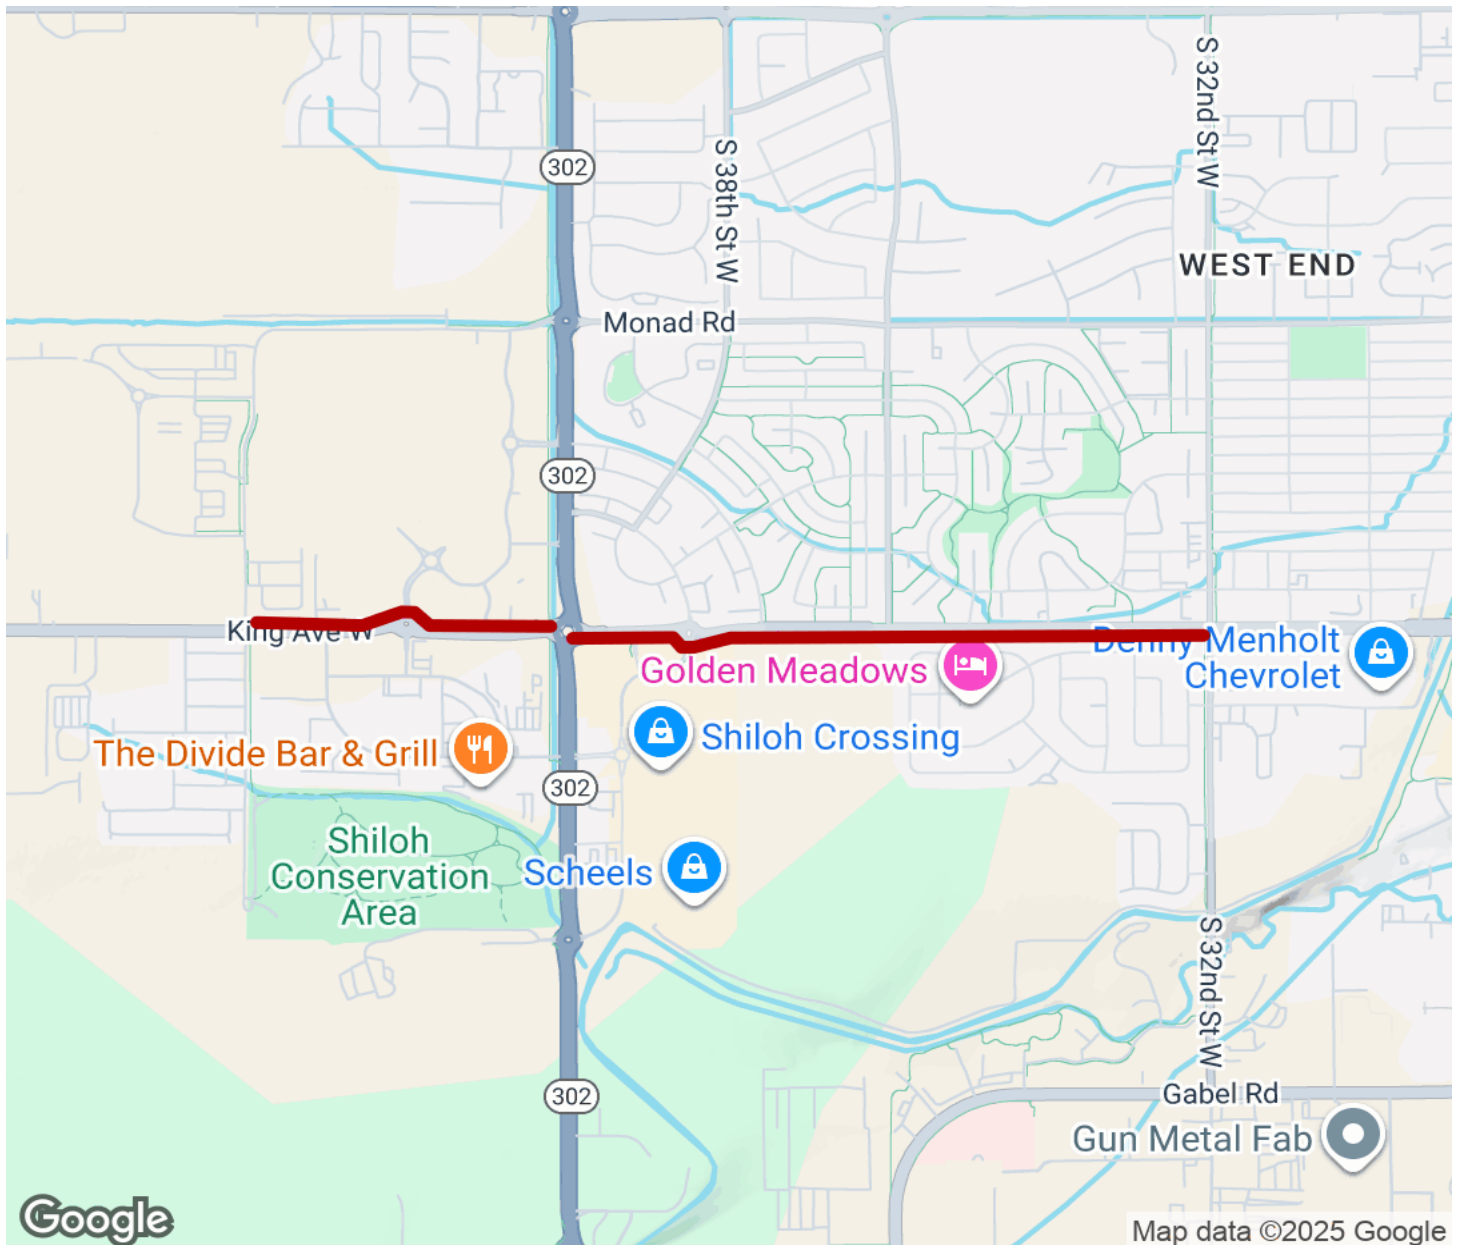 S 32nd St W
302
S 38th St W
WEST END
Monad Rd
302
King Ave W
Denny Menholt
Chevrolet
Golden Meadows
Shiloh Crossing
The Divide Bar & Grill
302
Shiloh
Conservation
Area
Scheels
S 32nd St W
302
Gabel Rd
Gun Metal Fab
Google
Map data ©2025 Google